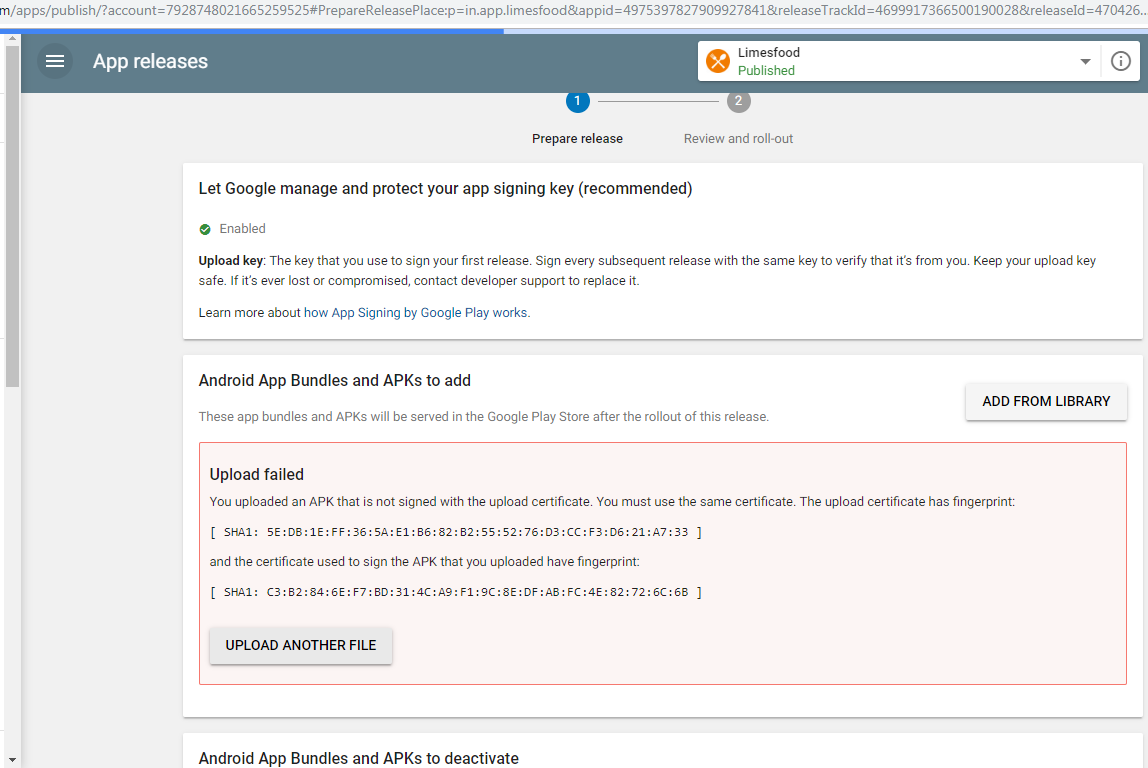 m/apps/publish/?account=7928748021665259525#PrepareReleasePlace:p=in.app.limesfood&appid=4975397827909927841&releaseTrackId=4699917366500190028&releaseId=470426...
App releases
Limesfood
Published
1
2
Prepare release
Review and roll-out
Let Google manage and protect your app signing key (recommended)
Enabled
Upload key: The key that you use to sign your first release. Sign every subsequent release with the same key to verify that it's from you. Keep your upload key
safe. If it's ever lost or compromised, contact developer support to replace it.
Learn more about how App Signing by Google Play works.
Android App Bundles and APKs to add
These app bundles and APKs will be served in the Google Play Store after the rollout of this release.
ADD FROM LIBRARY
Upload failed
You uploaded an APK that is not signed with the upload certificate. You must use the same certificate. The upload certificate has fingerprint:
[ SHA1: 5E:DB:1E:FF:36:5A:E1:B6:82:B2:55:52:76:D3:CC:F3:D6:21:A7:33 ]
and the certificate used to sign the APK that you uploaded have fingerprint:
[ SHA1: C3:B2:84:6E:F7:BD:31:4C:A9:F1:9C:8E:DF:AB:FC:4E:82:72:6C:6B ]
UPLOAD ANOTHER FILE
Android App Bundles and APKs to deactivate